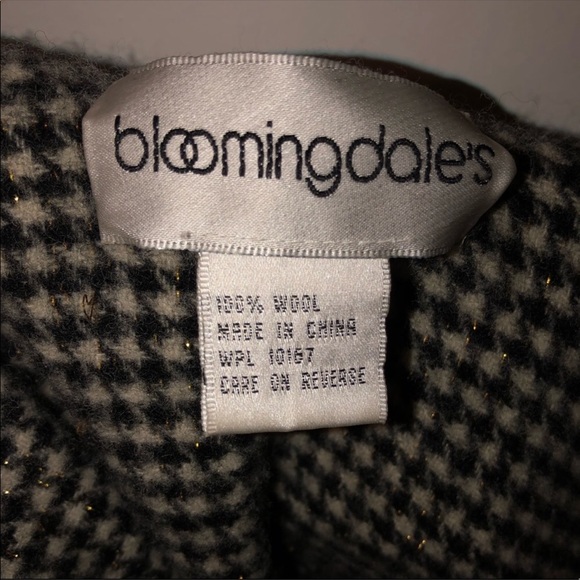 bloomingdale's
100% WOOL
MADE IN CHINA
WPL 10167
CARE ON REVERSE